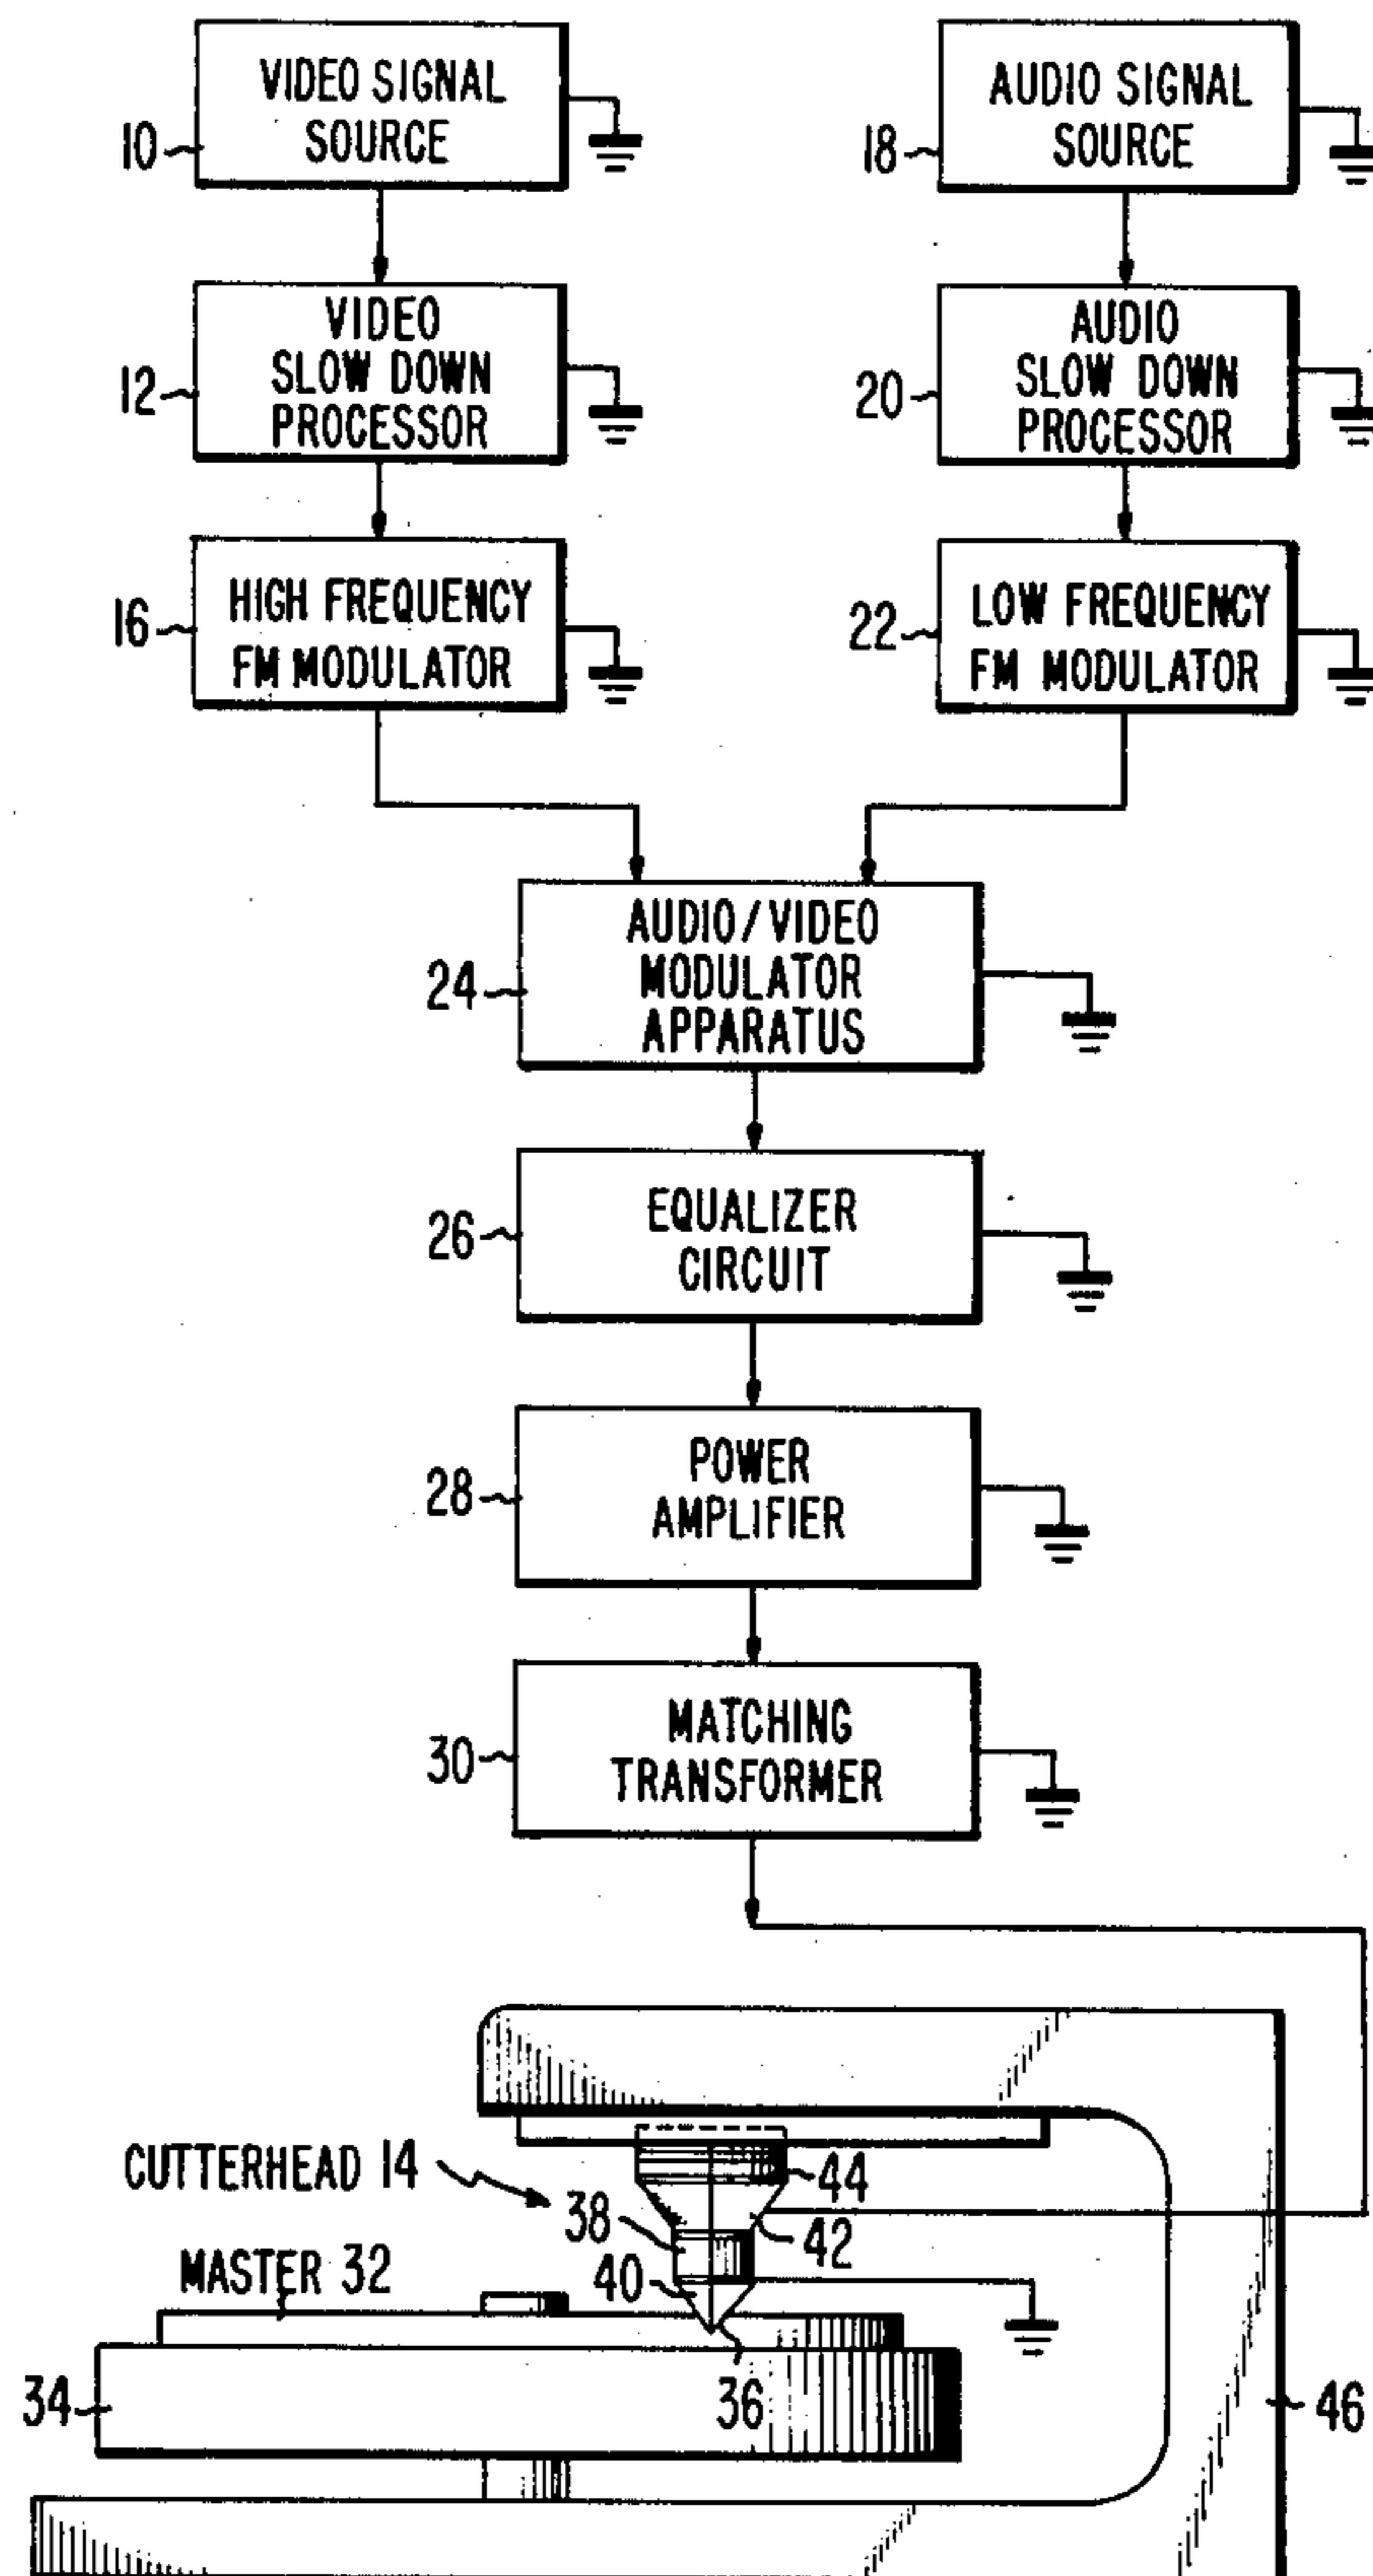 VIDEO SIGNAL
SOURCE
10
AUDIO SIGNAL
SOURCE
18
VIDEO
SLOW DOWN
PROCESSOR
12
AUDIO
SLOW DOWN
PROCESSOR
20
HIGH FREQUENCY
FM MODULATOR
16
LOW FREQUENCY
FM MODULATOR
22
AUDIO/VIDEO
MODULATOR
APPARATUS
24
EQUALIZER
CIRCUIT
26
POWER
AMPLIFIER
28
MATCHING
TRANSFORMER
30
CUTTERHEAD 14
44
38
42
MASTER 32
40
36
34
46